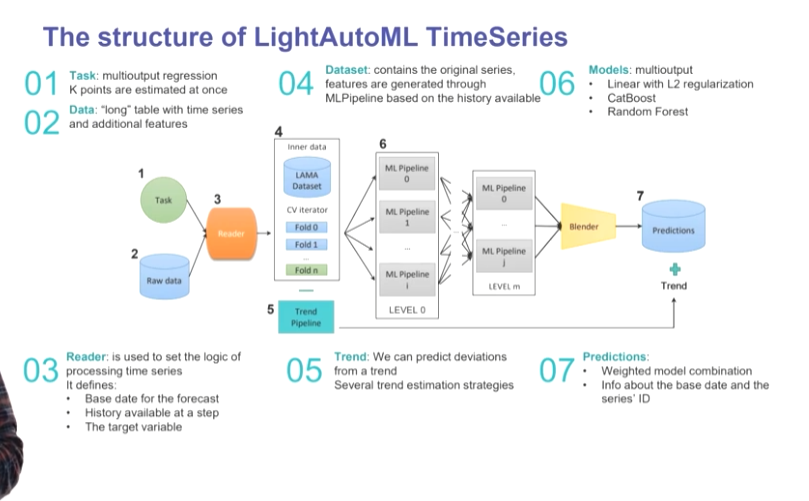 The structure of LightAutoML TimeSeries
01
Task: multioutput regression
K points are estimated at once
02
Data: "long" table with time series
and additional features
04
Dataset: contains the original series,
features are generated through
MLPipeline based on the history available
06
Models: multioutput
• Linear with L2 regularization
• CatBoost
• Random Forest
1
Task
2
Raw data
3
Reader
4
Inner data
LAMA
Dataset
CV iterator
Fold 0
Fold 1
...
Fold n
5
Trend
Pipeline
6
ML Pipeline
0
ML Pipeline
1
...
ML Pipeline
i
LEVEL 0
...
ML Pipeline
0
...
ML Pipeline
j
LEVEL m
Blender
7
Predictions
Trend
03
Reader: is used to set the logic of
processing time series
It defines:
• Base date for the forecast
• History available at a step
• The target variable
05
Trend: We can predict deviations
from a trend
Several trend estimation strategies
07
Predictions:
• Weighted model combination
• Info about the base date and the
series' ID